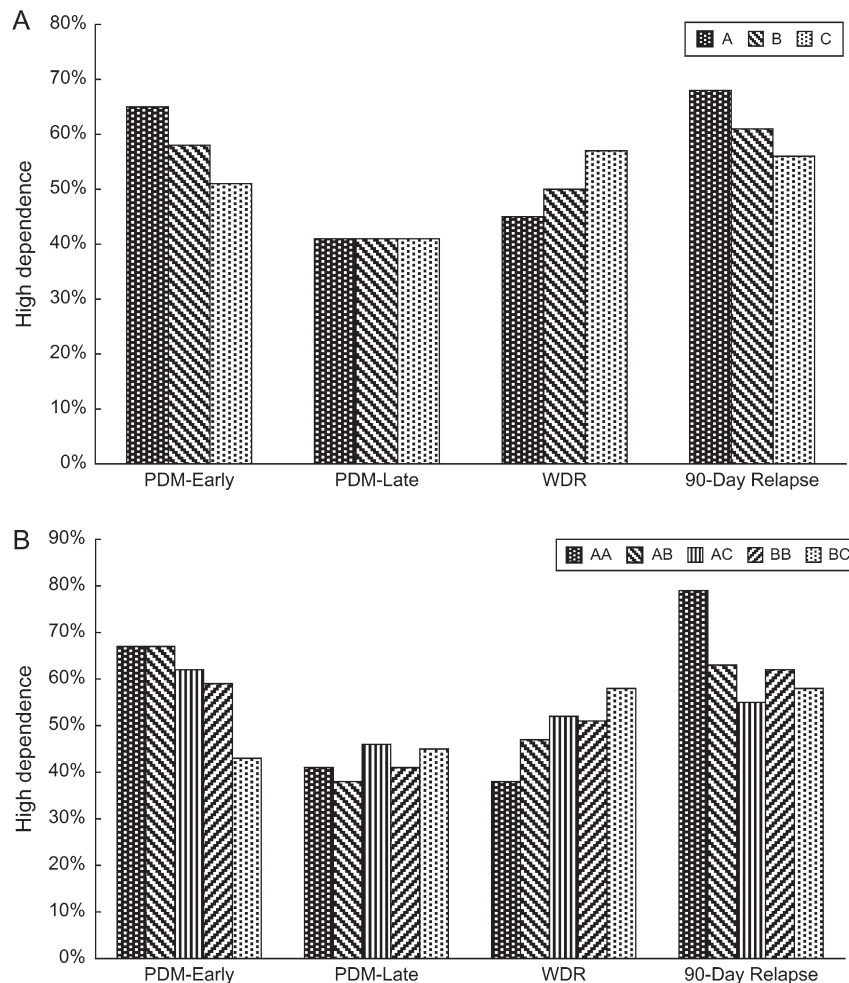 A
80%
A B C
70%
60%
50%
40%
30%
20%
10%
0%
High dependence
PDM-Early PDM-Late WDR 90-Day Relapse
B
90%
AA AB AC BB BC
80%
70%
60%
50%
40%
30%
20%
10%
0%
High dependence
PDM-Early PDM-Late WDR 90-Day Relapse